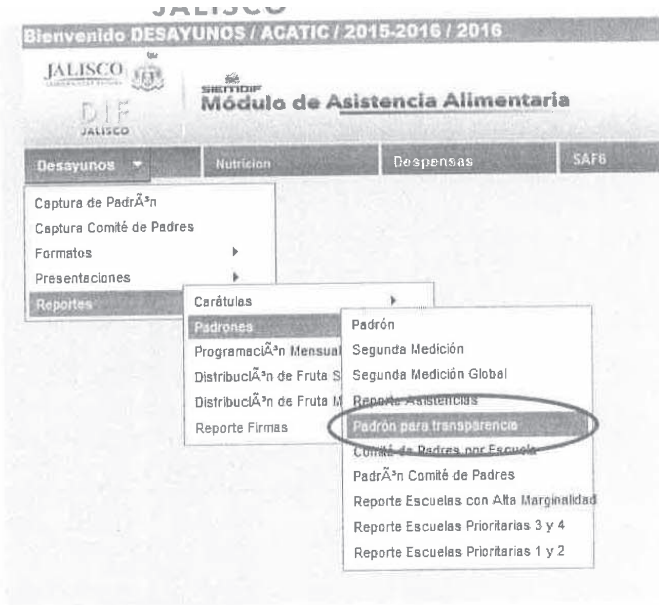 JALISCO
Bienvenido DESAYUNOS / ACATIC / 2015-2016 / 2016
JALISCO
DIF
JALISCO
SIEMDIF
Módulo de Asistencia Alimentaria
Desayunos Nutricion Despensas SAF6
Captura de PadrÃ³n
Captura Comité de Padres
Formatos
Presentaciones
Reportes
Carátulas
Padrones
ProgramaciÃ³n Mensual
DistribuciÃ³n de Fruta S
DistribuciÃ³n de Fruta M
Reporte Firmas
Padrón
Segunda Medición
Segunda Medición Global
Reporte Asistencias
Padrón para transparencia
Comité de Padres por Escuela
PadrÃ³n Comité de Padres
Reporte Escuelas con Alta Marginalidad
Reporte Escuelas Prioritarias 3 y 4
Reporte Escuelas Prioritarias 1 y 2